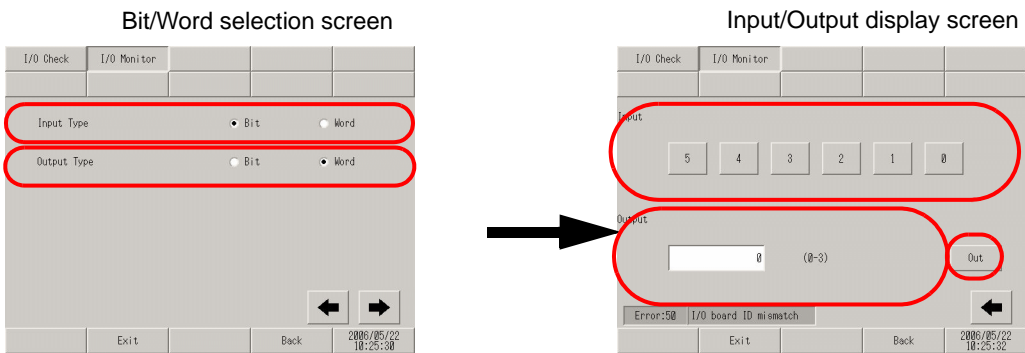 Bit/Word selection screen
I/O Check I/O Monitor
Input Type Bit Word
Output Type Bit Word
Exit Back 2006/05/22
10:25:30
Input/Output display screen
I/O Check I/O Monitor
Input
5 4 3 2 1 0
Output
0 (0-3) Out
Error:50 I/O board ID mismatch
Exit Back 2006/05/22
10:25:32